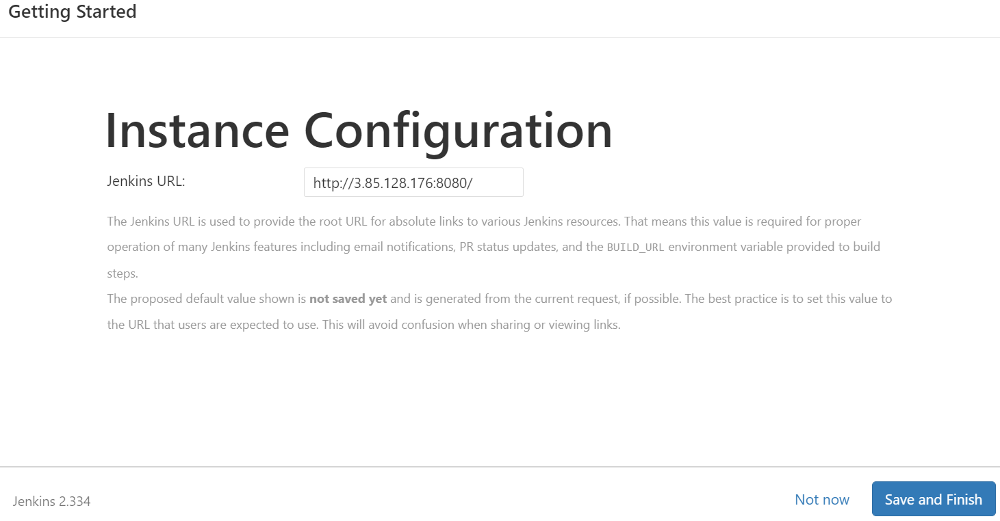 Getting Started
Instance Configuration
Jenkins URL:
http://3.85.128.176:8080/
The Jenkins URL is used to provide the root URL for absolute links to various Jenkins resources. That means this value is required for proper
operation of many Jenkins features including email notifications, PR status updates, and the BUILD_URL environment variable provided to build
steps.
The proposed default value shown is not saved yet and is generated from the current request, if possible. The best practice is to set this value to
the URL that users are expected to use. This will avoid confusion when sharing or viewing links.
Jenkins 2.334
Not now
Save and Finish